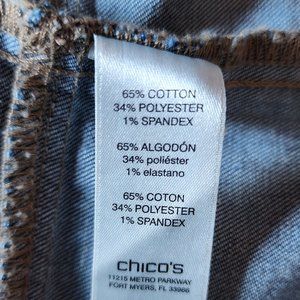 65% COTTON
34% POLYESTER
1% SPANDEX
65% ALGODÓN
34% poliéster
1% elastano
65% COTON
34% POLYESTER
1% SPANDEX
chico's
11215 METRO PARKWAY
FORT MYERS, FL 33966